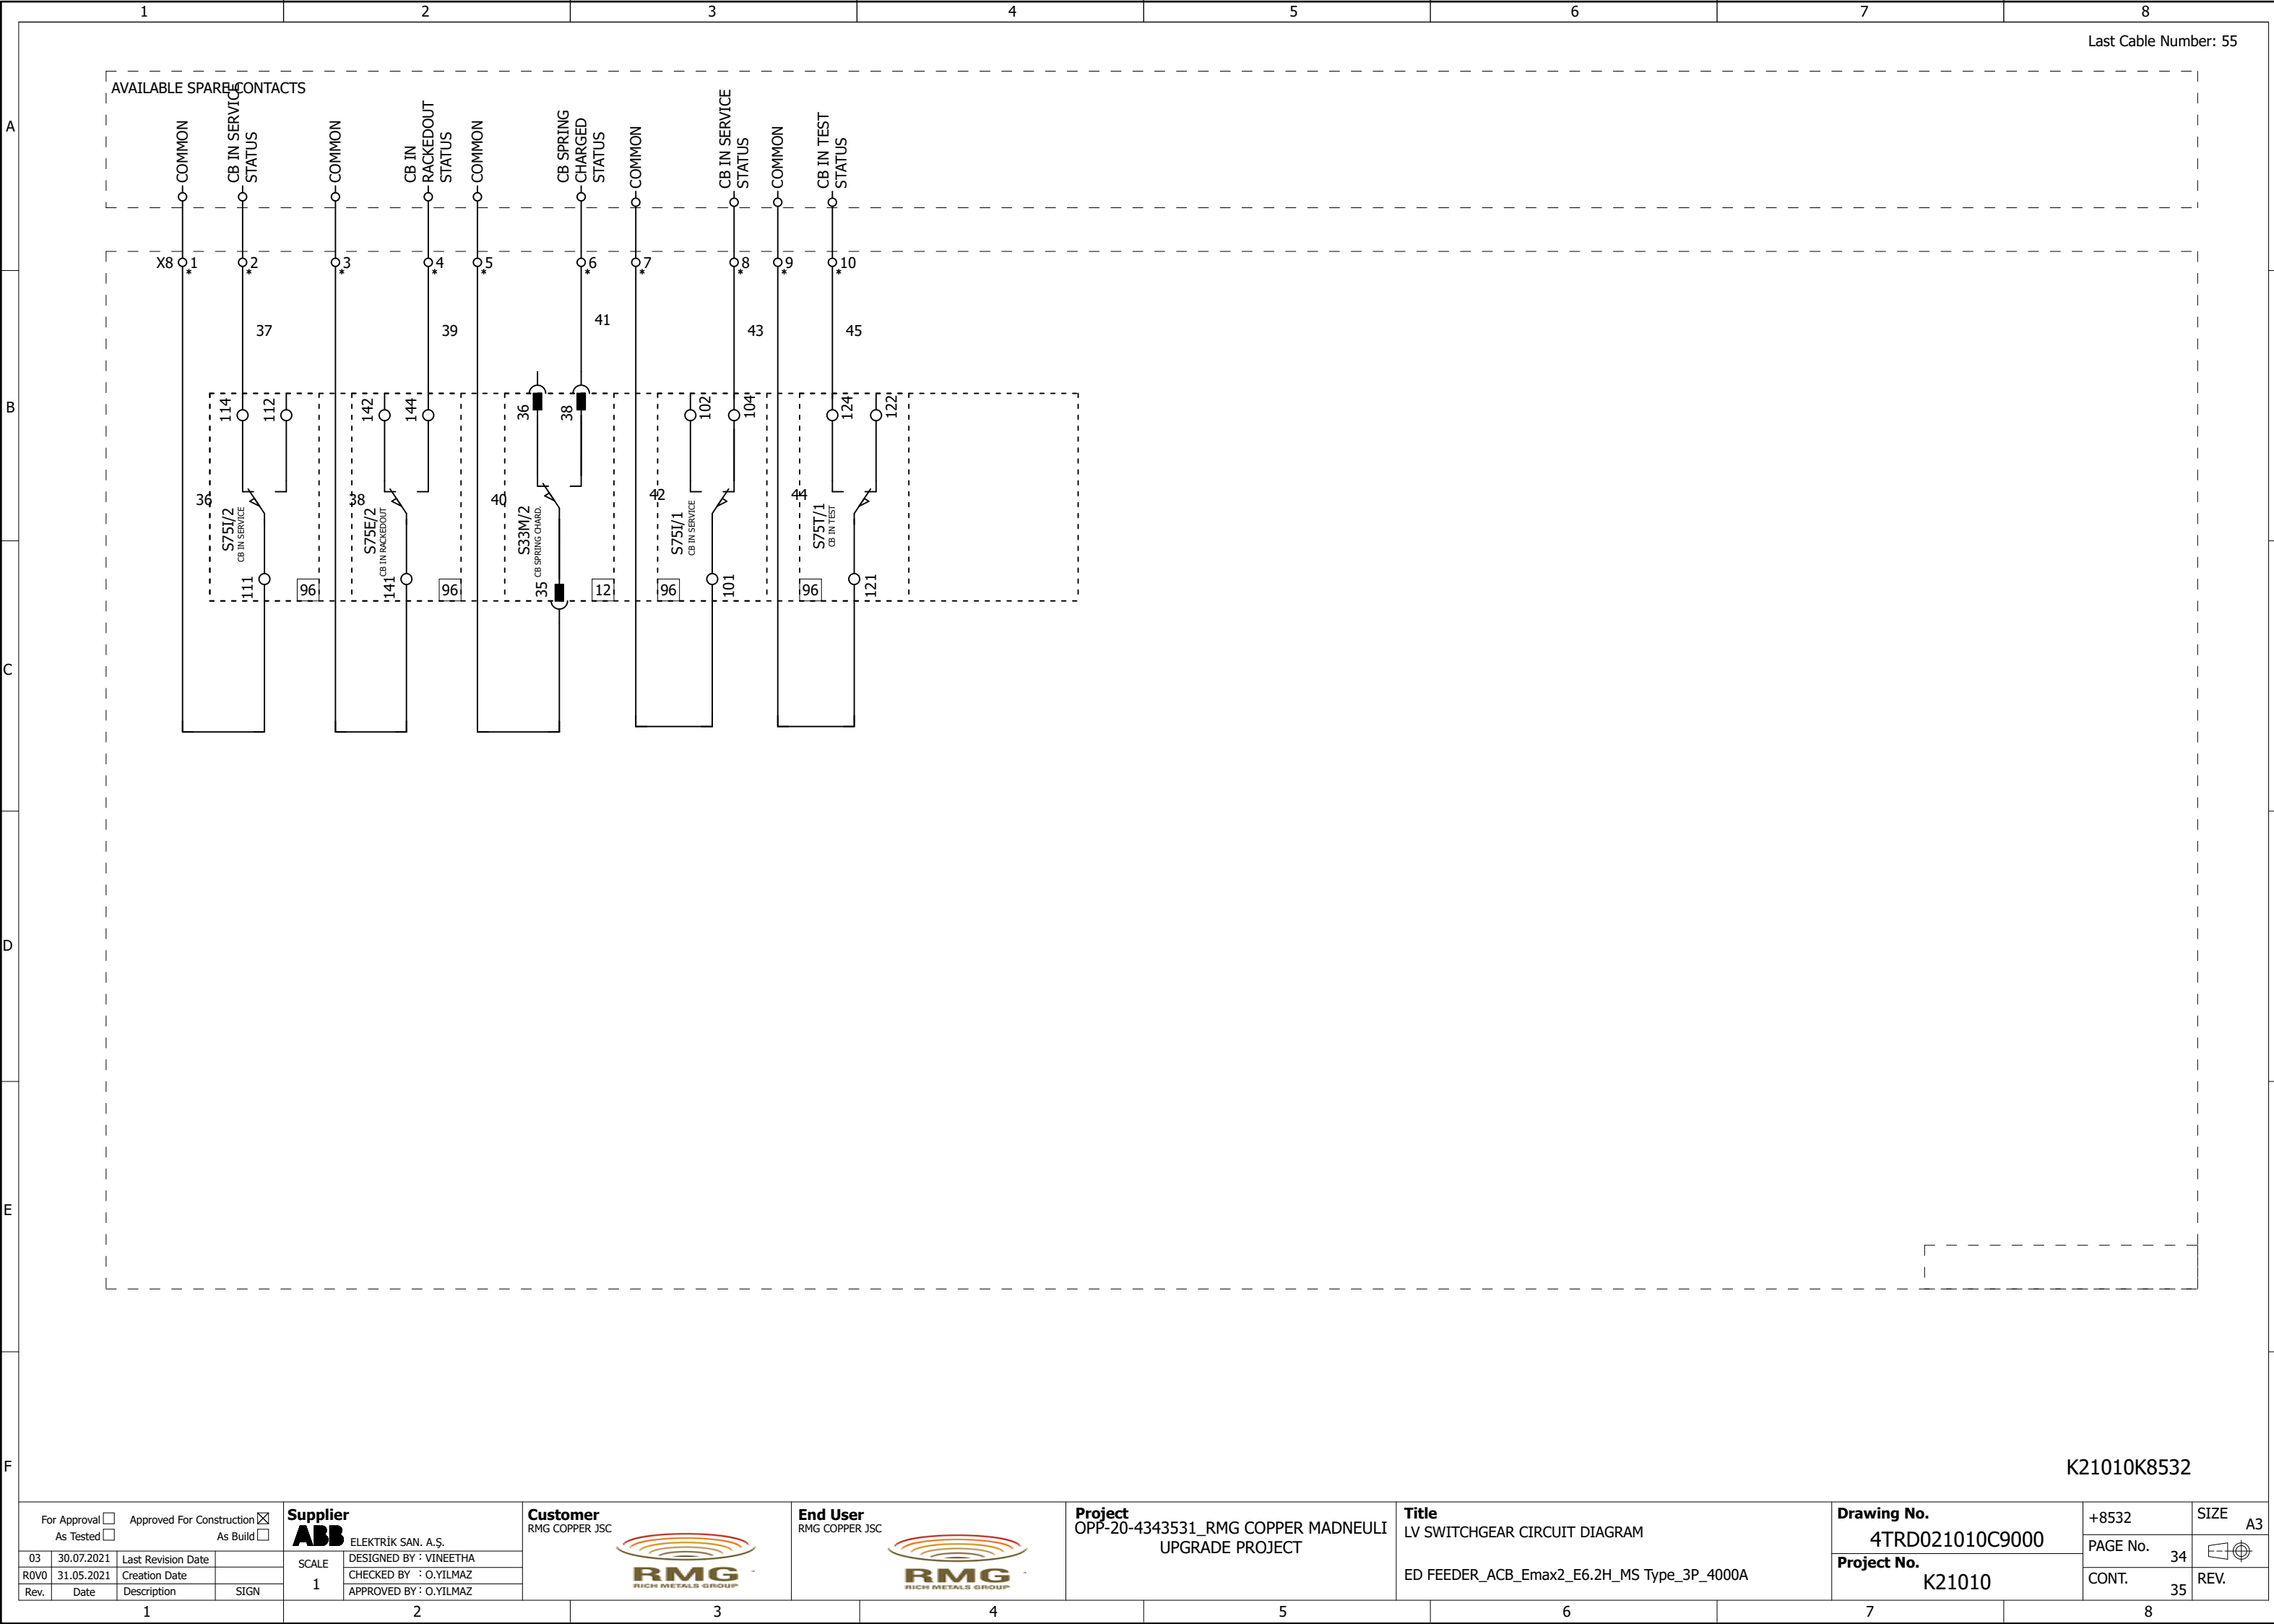 1 2 3 4 5 6 7 8
Last Cable Number: 55
AVAILABLE SPARE CONTACTS
A
COMMON
CB IN SERVICE
STATUS
COMMON
CB IN
RACKEDOUT
STATUS
COMMON
CB SPRING
CHARGED
STATUS
COMMON
CB IN SERVICE
STATUS
COMMON
CB IN TEST
STATUS
X8 1 2 3 4 5 6 7 8 9 10
* * * * * * * * * *
37 39 41 43 45
B
114 112 142 144 36 38 102 104 124 122
36 38 40 42 44
S75I/2
CB IN SERVICE
S75E/2
CB IN RACKEDOUT
S33M/2
CB SPRING CHARD.
S75I/1
CB IN SERVICE
S75T/1
CB IN TEST
111 96 141 96 35 12 96 101 96 121
C
D
E
F
K21010K8532
For Approval Approved For Construction
As Tested As Build
03 30.07.2021 Last Revision Date
R0V0 31.05.2021 Creation Date
Rev. Date Description SIGN
Supplier
ABB ELEKTRİK SAN. A.Ş.
SCALE
1
DESIGNED BY : VINEETHA
CHECKED BY : O.YILMAZ
APPROVED BY : O.YILMAZ
Customer
RMG COPPER JSC
RMG
RICH METALS GROUP
End User
RMG COPPER JSC
RMG
RICH METALS GROUP
Project
OPP-20-4343531_RMG COPPER MADNEULI
UPGRADE PROJECT
Title
LV SWITCHGEAR CIRCUIT DIAGRAM
ED FEEDER_ACB_Emax2_E6.2H_MS Type_3P_4000A
Drawing No.
4TRD021010C9000
Project No.
K21010
+8532
SIZE
A3
PAGE No.
34
CONT.
35
REV.
1 2 3 4 5 6 7 8